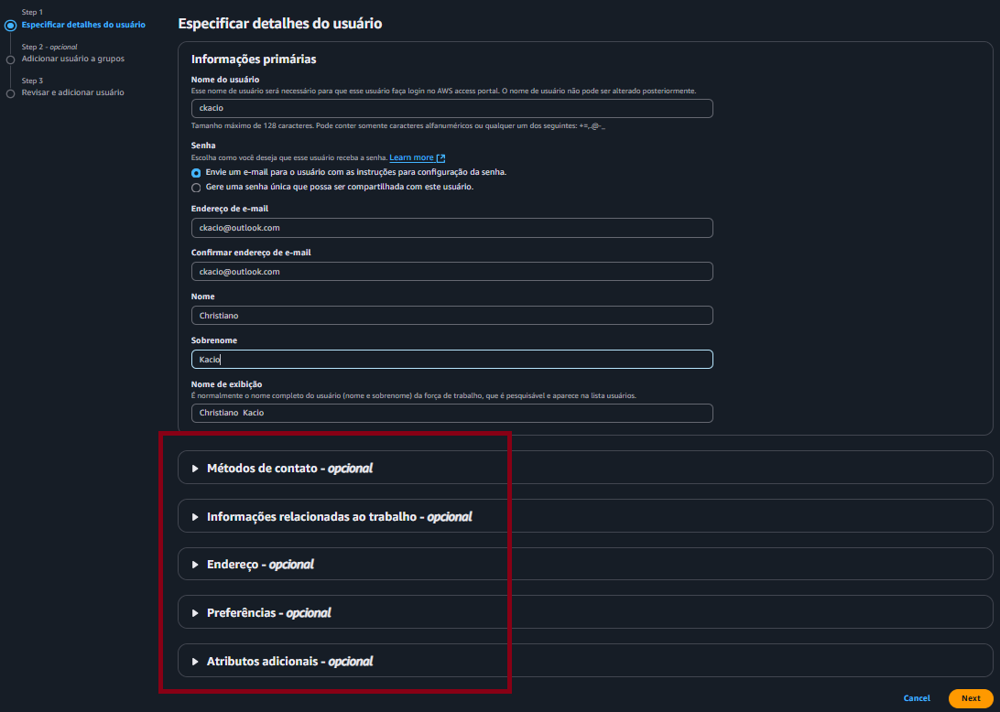 Step 1
Especificar detalhes do usuário
Step 2 - opcional
Adicionar usuário a grupos
Step 3
Revisar e adicionar usuário
Especificar detalhes do usuário
Informações primárias
Nome do usuário
Esse nome de usuário será necessário para que esse usuário faça login no AWS access portal. O nome de usuário não pode ser alterado posteriormente.
ckacio
Tamanho máximo de 128 caracteres. Pode conter somente caracteres alfanuméricos ou qualquer um dos seguintes: +=,.@-_
Senha
Escolha como você deseja que esse usuário receba a senha. Learn more
Envie um e-mail para o usuário com as instruções para configuração da senha.
Gere uma senha única que possa ser compartilhada com este usuário.
Endereço de e-mail
ckacio@outlook.com
Confirmar endereço de e-mail
ckacio@outlook.com
Nome
Christiano
Sobrenome
Kacio
Nome de exibição
É normalmente o nome completo do usuário (nome e sobrenome) da força de trabalho, que é pesquisável e aparece na lista usuários.
Christiano Kacio
Métodos de contato - opcional
Informações relacionadas ao trabalho - opcional
Endereço - opcional
Preferências - opcional
Atributos adicionais - opcional
Cancel
Next